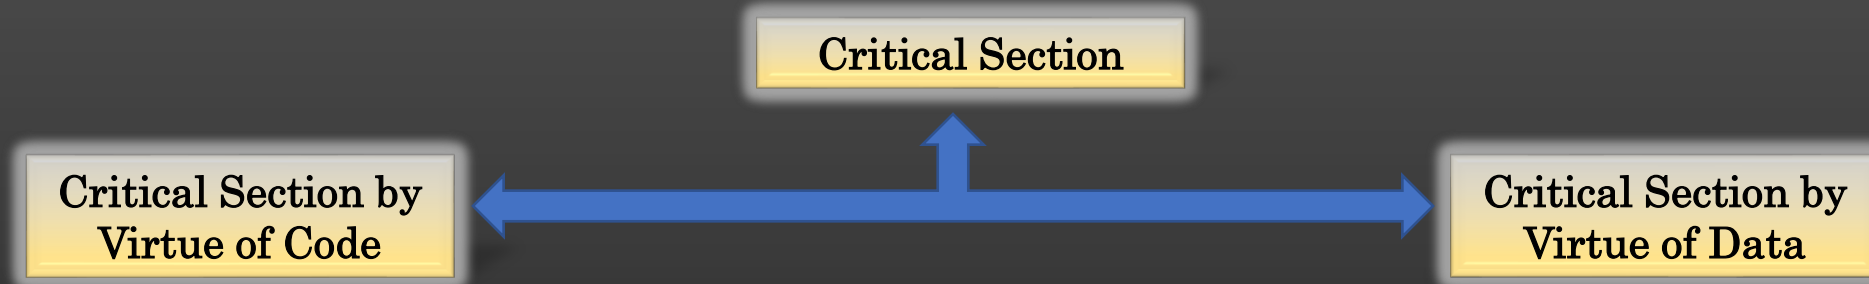 Critical Section
Critical Section by
Virtue of Code
Critical Section by
Virtue of Data